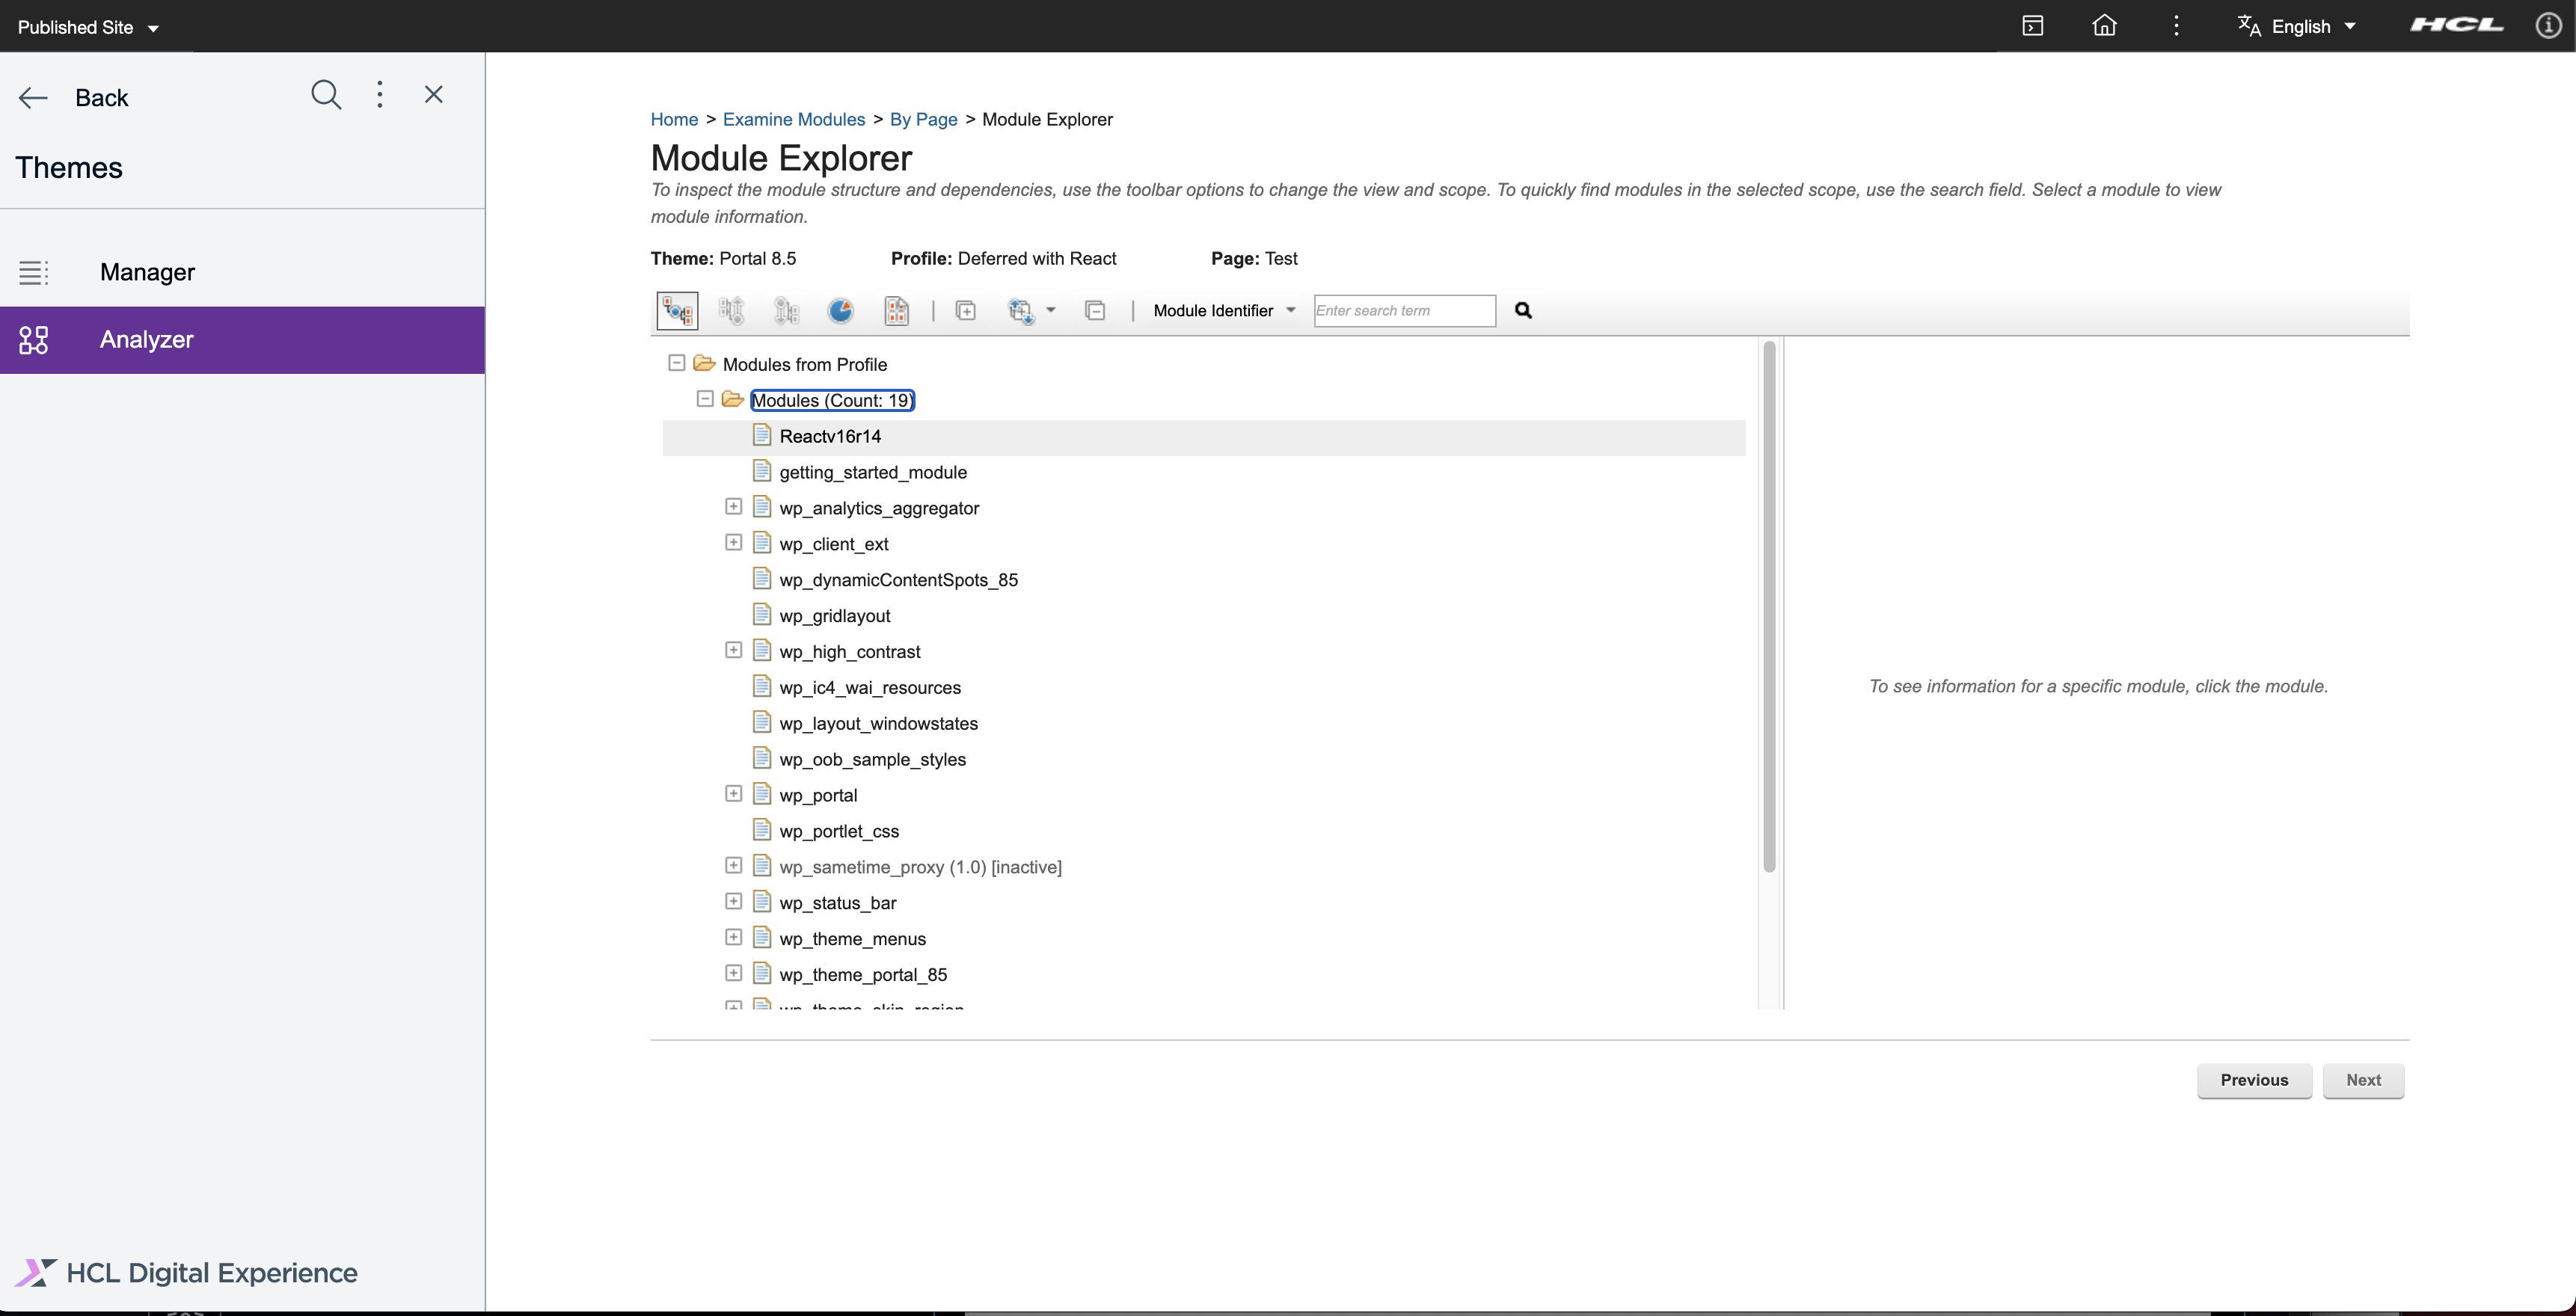 Published Site
English
HCL
Back
Themes
Manager
Analyzer
Home > Examine Modules > By Page > Module Explorer
Module Explorer
To inspect the module structure and dependencies, use the toolbar options to change the view and scope. To quickly find modules in the selected scope, use the search field. Select a module to view
module information.
Theme: Portal 8.5 Profile: Deferred with React Page: Test
Module Identifier Enter search term
Modules from Profile
Modules (Count: 19)
Reactv16r14
getting_started_module
wp_analytics_aggregator
wp_client_ext
wp_dynamicContentSpots_85
wp_gridlayout
wp_high_contrast
wp_ic4_wai_resources
wp_layout_windowstates
wp_oob_sample_styles
wp_portal
wp_portlet_css
wp_sametime_proxy (1.0) [inactive]
wp_status_bar
wp_theme_menus
wp_theme_portal_85
wp_theme_skin_region
To see information for a specific module, click the module.
Previous Next
HCL Digital Experience